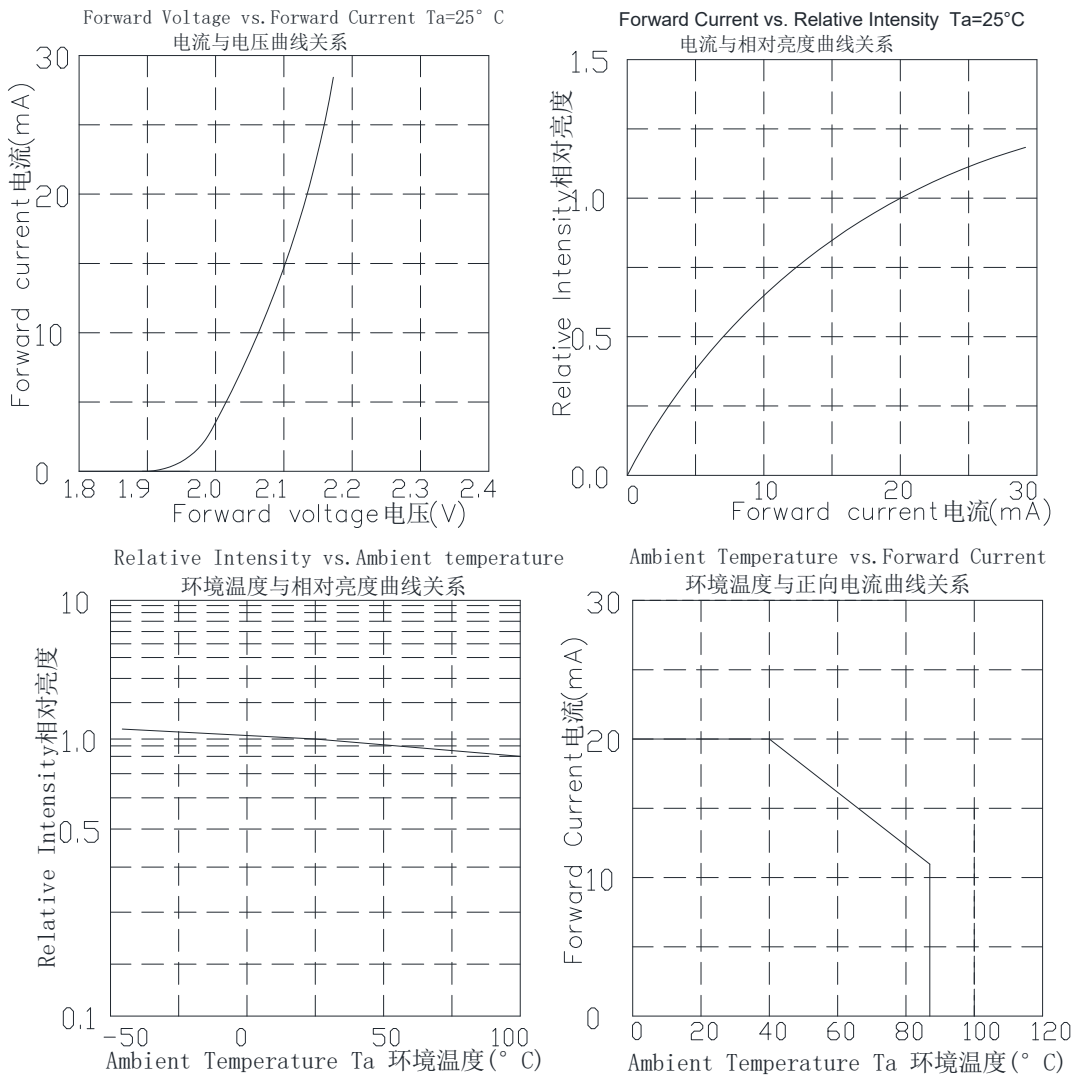 Forward Voltage vs.Forward Current Ta=25° C
电流与电压曲线关系
30
20
10
0
Forward current电流(mA)
1.8 1.9 2.0 2.1 2.2 2.3 2.4
Forward voltage电压(V)
Forward Current vs. Relative Intensity Ta=25°C
电流与相对亮度曲线关系
1.5
1.0
0.5
0.0
Relative Intensity相对亮度
0 10 20 30
Forward current电流(mA)
Relative Intensity vs.Ambient temperature
环境温度与相对亮度曲线关系
10
1.0
0.5
0.1
Relative Intensity相对亮度
-50 0 50 100
Ambient Temperature Ta 环境温度(° C)
Ambient Temperature vs.Forward Current
环境温度与正向电流曲线关系
30
20
10
0
Forward Current电流(mA)
0 20 40 60 80 100 120
Ambient Temperature Ta 环境温度(° C)